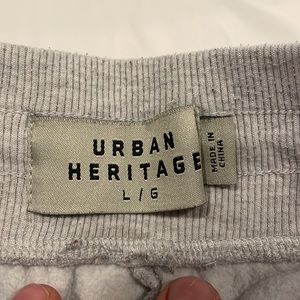 URBAN
HERITAGE
L/G
MADE IN
CHINA